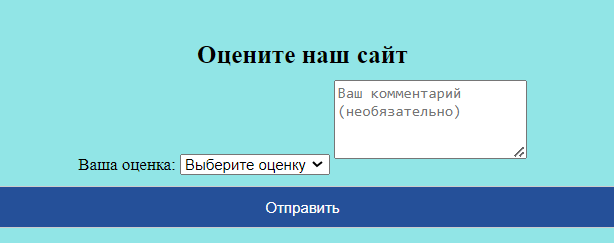 Оцените наш сайт
Ваш комментарий
(необязательно)
Ваша оценка: Выберите оценку
Отправить